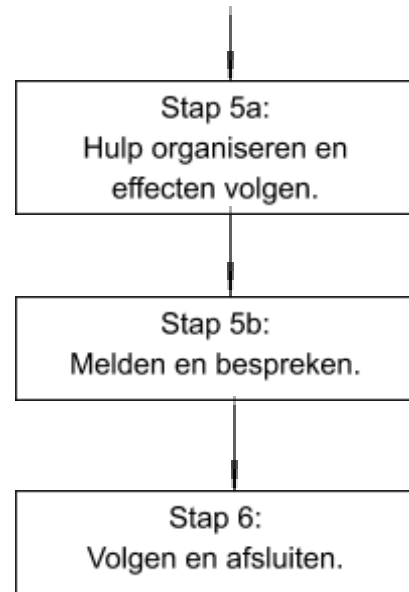 Stap 5a:
Hulp organiseren en
effecten volgen.
Stap 5b:
Melden en bespreken.
Stap 6:
Volgen en afsluiten.